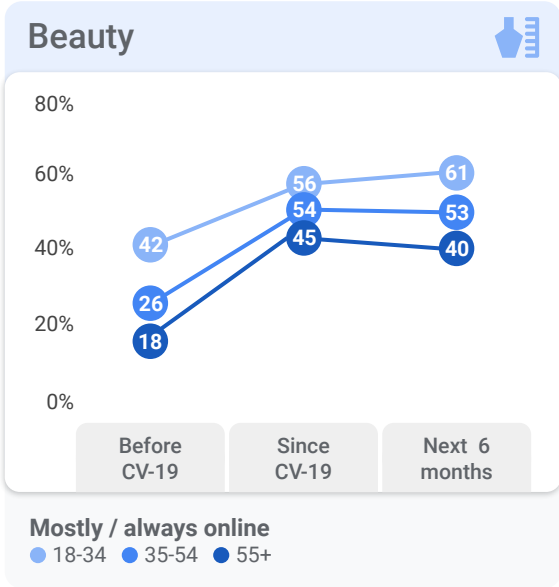 Beauty
80%
60%
40%
20%
0%
42
56
61
26
54
53
18
45
40
Before
CV-19
Since
CV-19
Next 6
months
Mostly / always online
18-34 35-54 55+